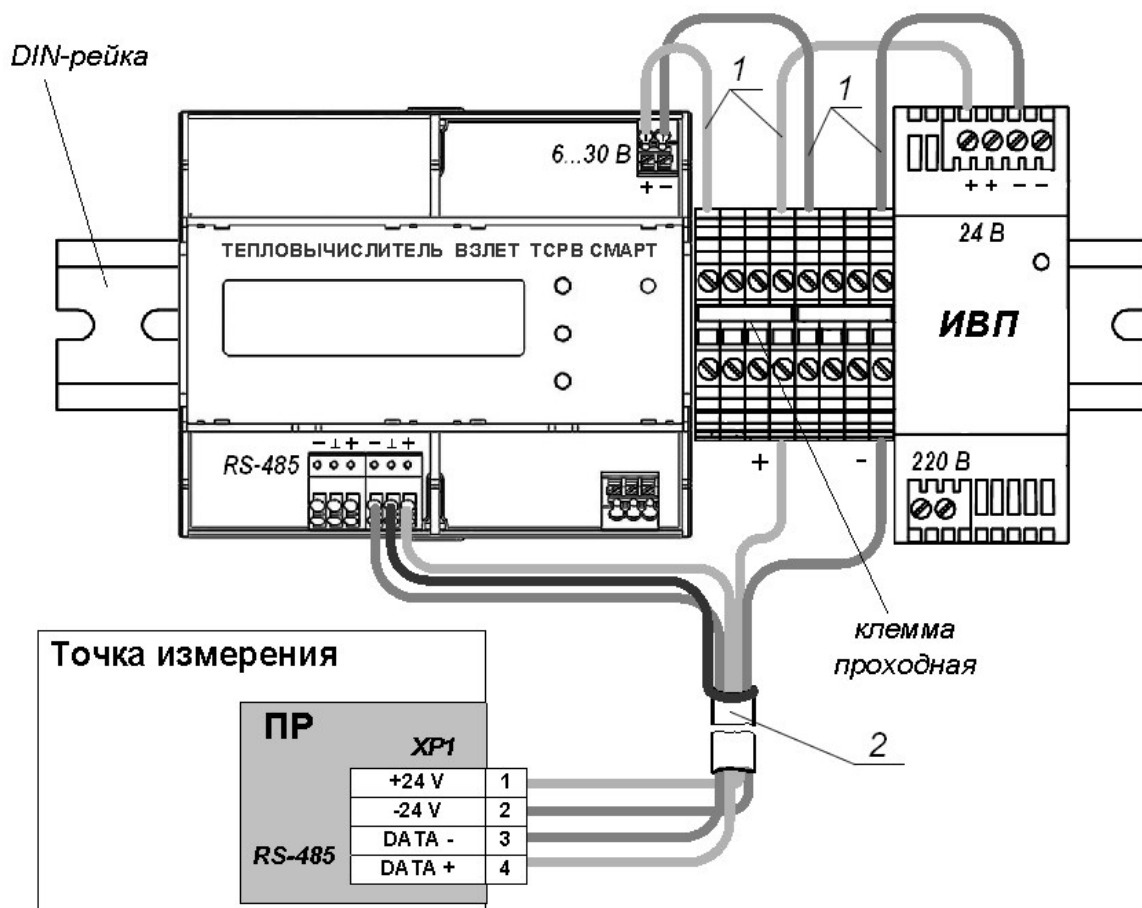 DIN-рейка
1
1
6...30 В
+ −
+ + − −
24 В
ТЕПЛОВЫЧИСЛИТЕЛЬ ВЗЛЕТ ТСРВ СМАРТ
ИВП
− ⊥ + − ⊥ +
RS-485
+
-
220 В
клемма
проходная
Точка измерения
ПР
XP1
2
+24 V 1
-24 V 2
DATA - 3
DATA + 4
RS-485